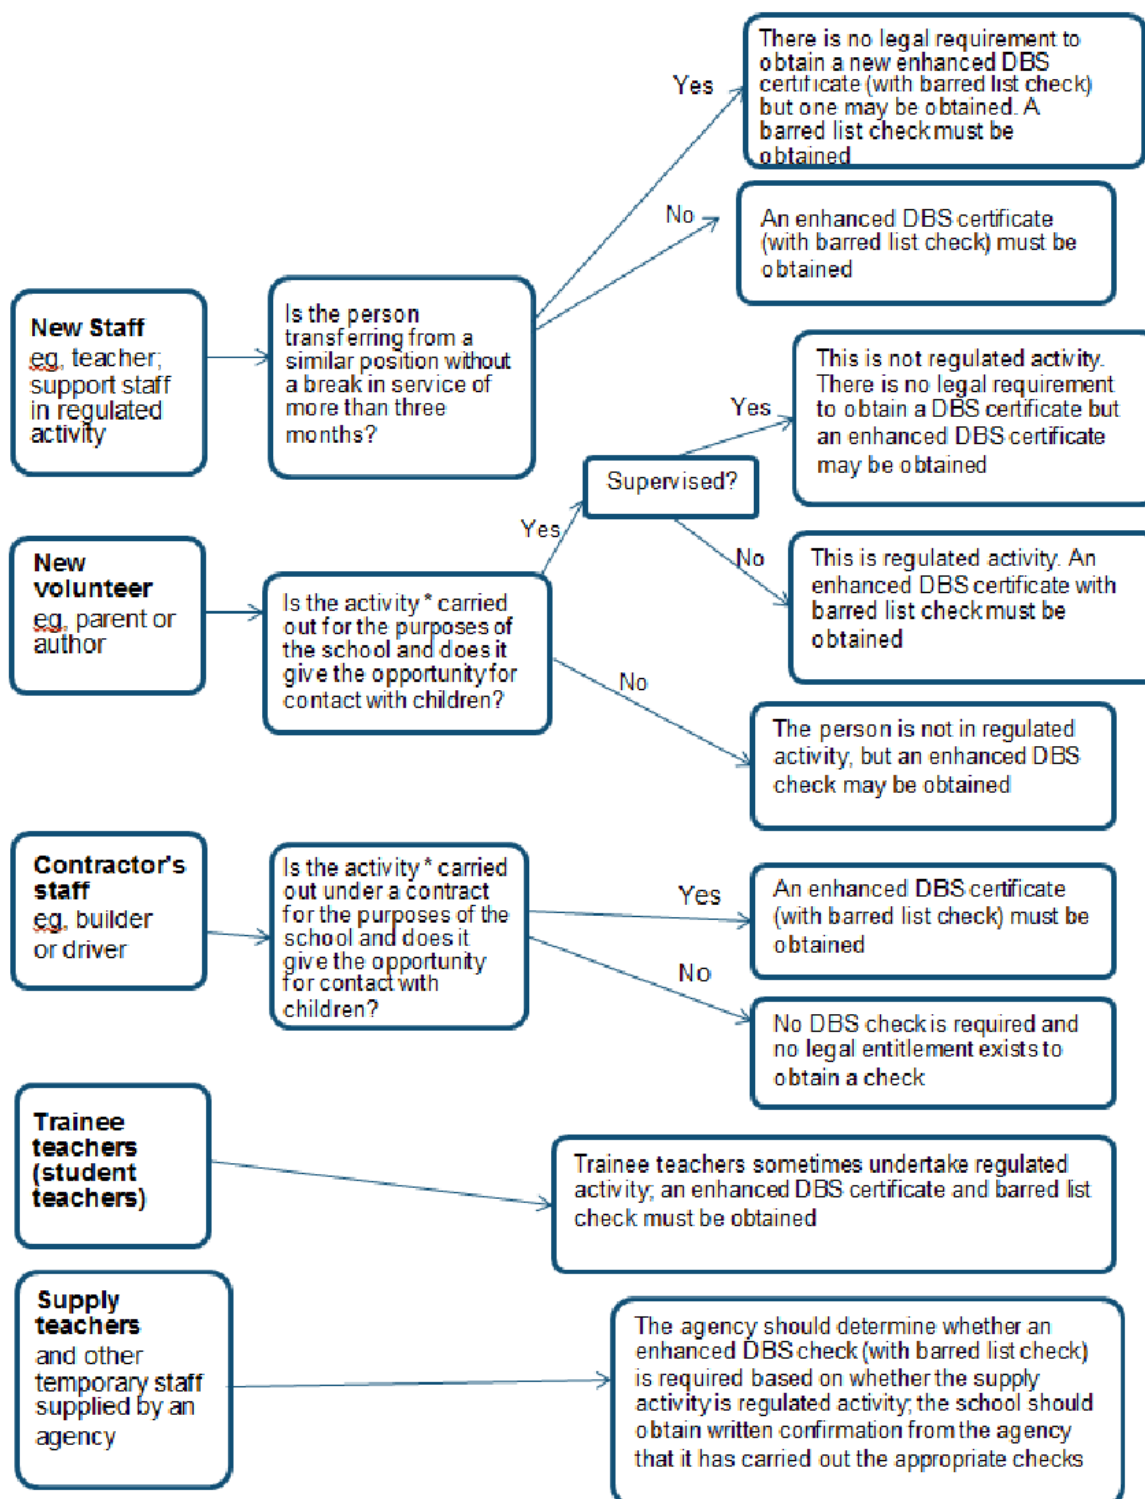 There is no legal requirement to
obtain a new enhanced DBS
certificate (with barred list check)
but one may be obtained. A
barred list check must be
obtained
Yes
No
An enhanced DBS certificate
(with barred list check) must be
obtained
New Staff
eg, teacher;
support staff
in regulated
activity
Is the person
transferring from a
similar position without
a break in service of
more than three
months?
This is not regulated activity.
There is no legal requirement
to obtain a DBS certificate but
an enhanced DBS certificate
may be obtained
Yes
Supervised?
Yes
No
This is regulated activity. An
enhanced DBS certificate with
barred list check must be
obtained
New
volunteer
eg, parent or
author
Is the activity * carried
out for the purposes of
the school and does it
give the opportunity for
contact with children?
No
The person is not in regulated
activity, but an enhanced DBS
check may be obtained
Contractor's
staff
eg, builder
or driver
Is the activity * carried
out under a contract
for the purposes of the
school and does it
give the opportunity
for contact with
children?
Yes
An enhanced DBS certificate
(with barred list check) must be
obtained
No
No DBS check is required and
no legal entitlement exists to
obtain a check
Trainee
teachers
(student
teachers)
Trainee teachers sometimes undertake regulated
activity; an enhanced DBS certificate and barred list
check must be obtained
Supply
teachers
and other
temporary staff
supplied by an
agency
The agency should determine whether an
enhanced DBS check (with barred list check)
is required based on whether the supply
activity is regulated activity; the school should
obtain written confirmation from the agency
that it has carried out the appropriate checks